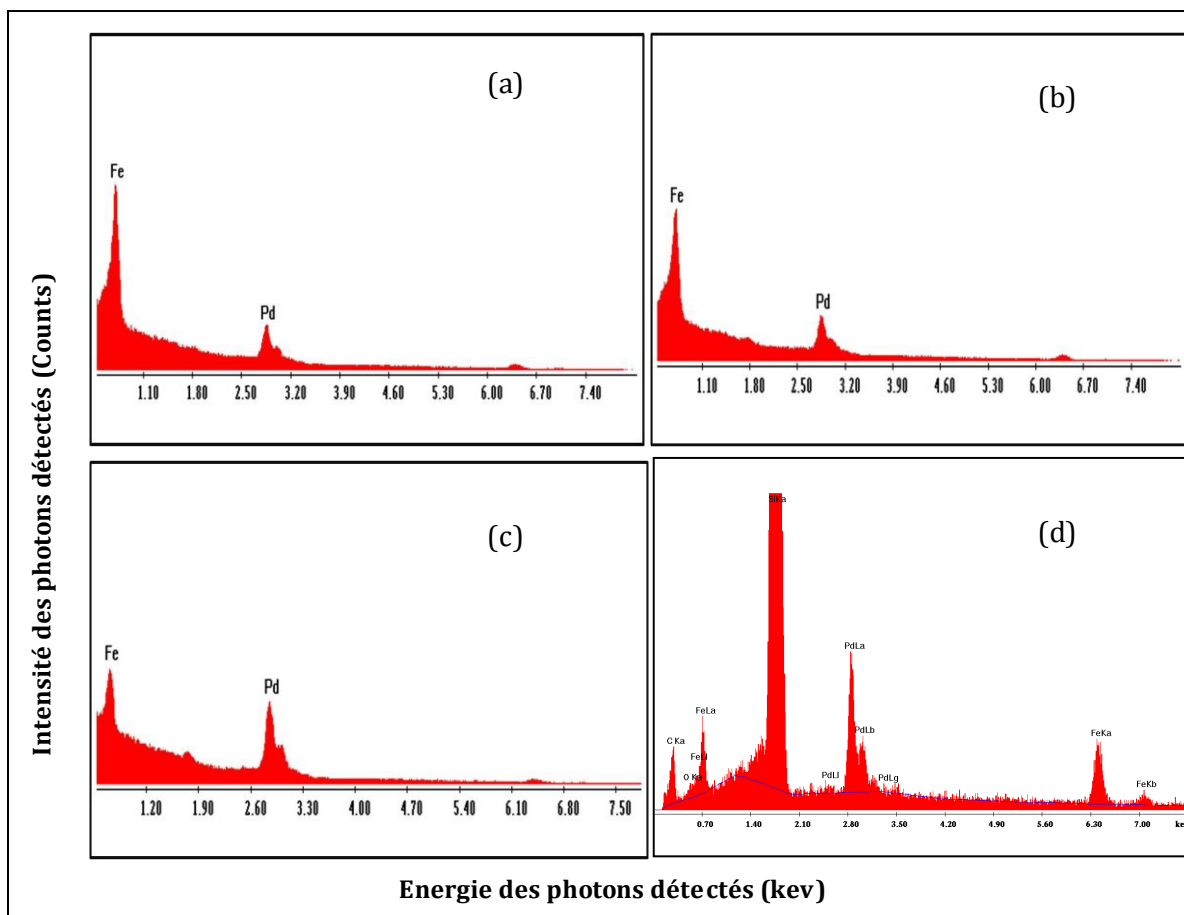 Intensité des photons détectés (Counts)
(a)
Fe
Pd
1.10 1.80 2.50 3.20 3.90 4.60 5.30 6.00 6.70 7.40
(b)
Fe
Pd
1.10 1.80 2.50 3.20 3.90 4.60 5.30 6.00 6.70 7.40
(c)
Fe
Pd
1.20 1.90 2.60 3.30 4.00 4.70 5.40 6.10 6.80 7.50
(d)
PdLa
FeLa
PdLb
C Ka
FeKa
PdLl
PdLg
FeKb
0.70 1.40 2.10 2.80 3.50 4.20 4.90 5.60 6.30 7.00
Energie des photons détectés (kev)